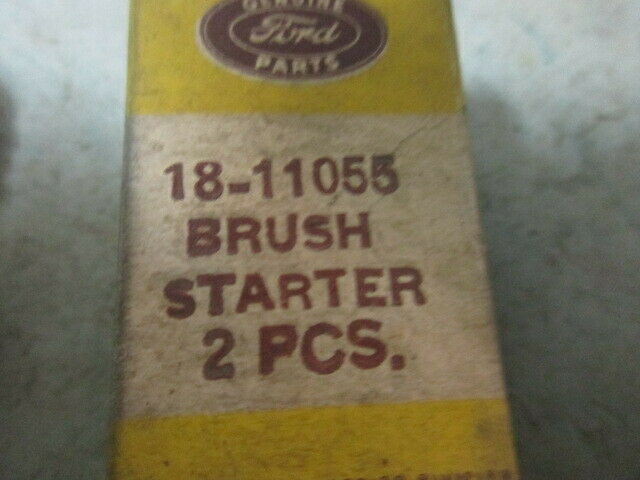 GENUINE
Ford
PARTS
18-11055
BRUSH
STARTER
2 PCS.